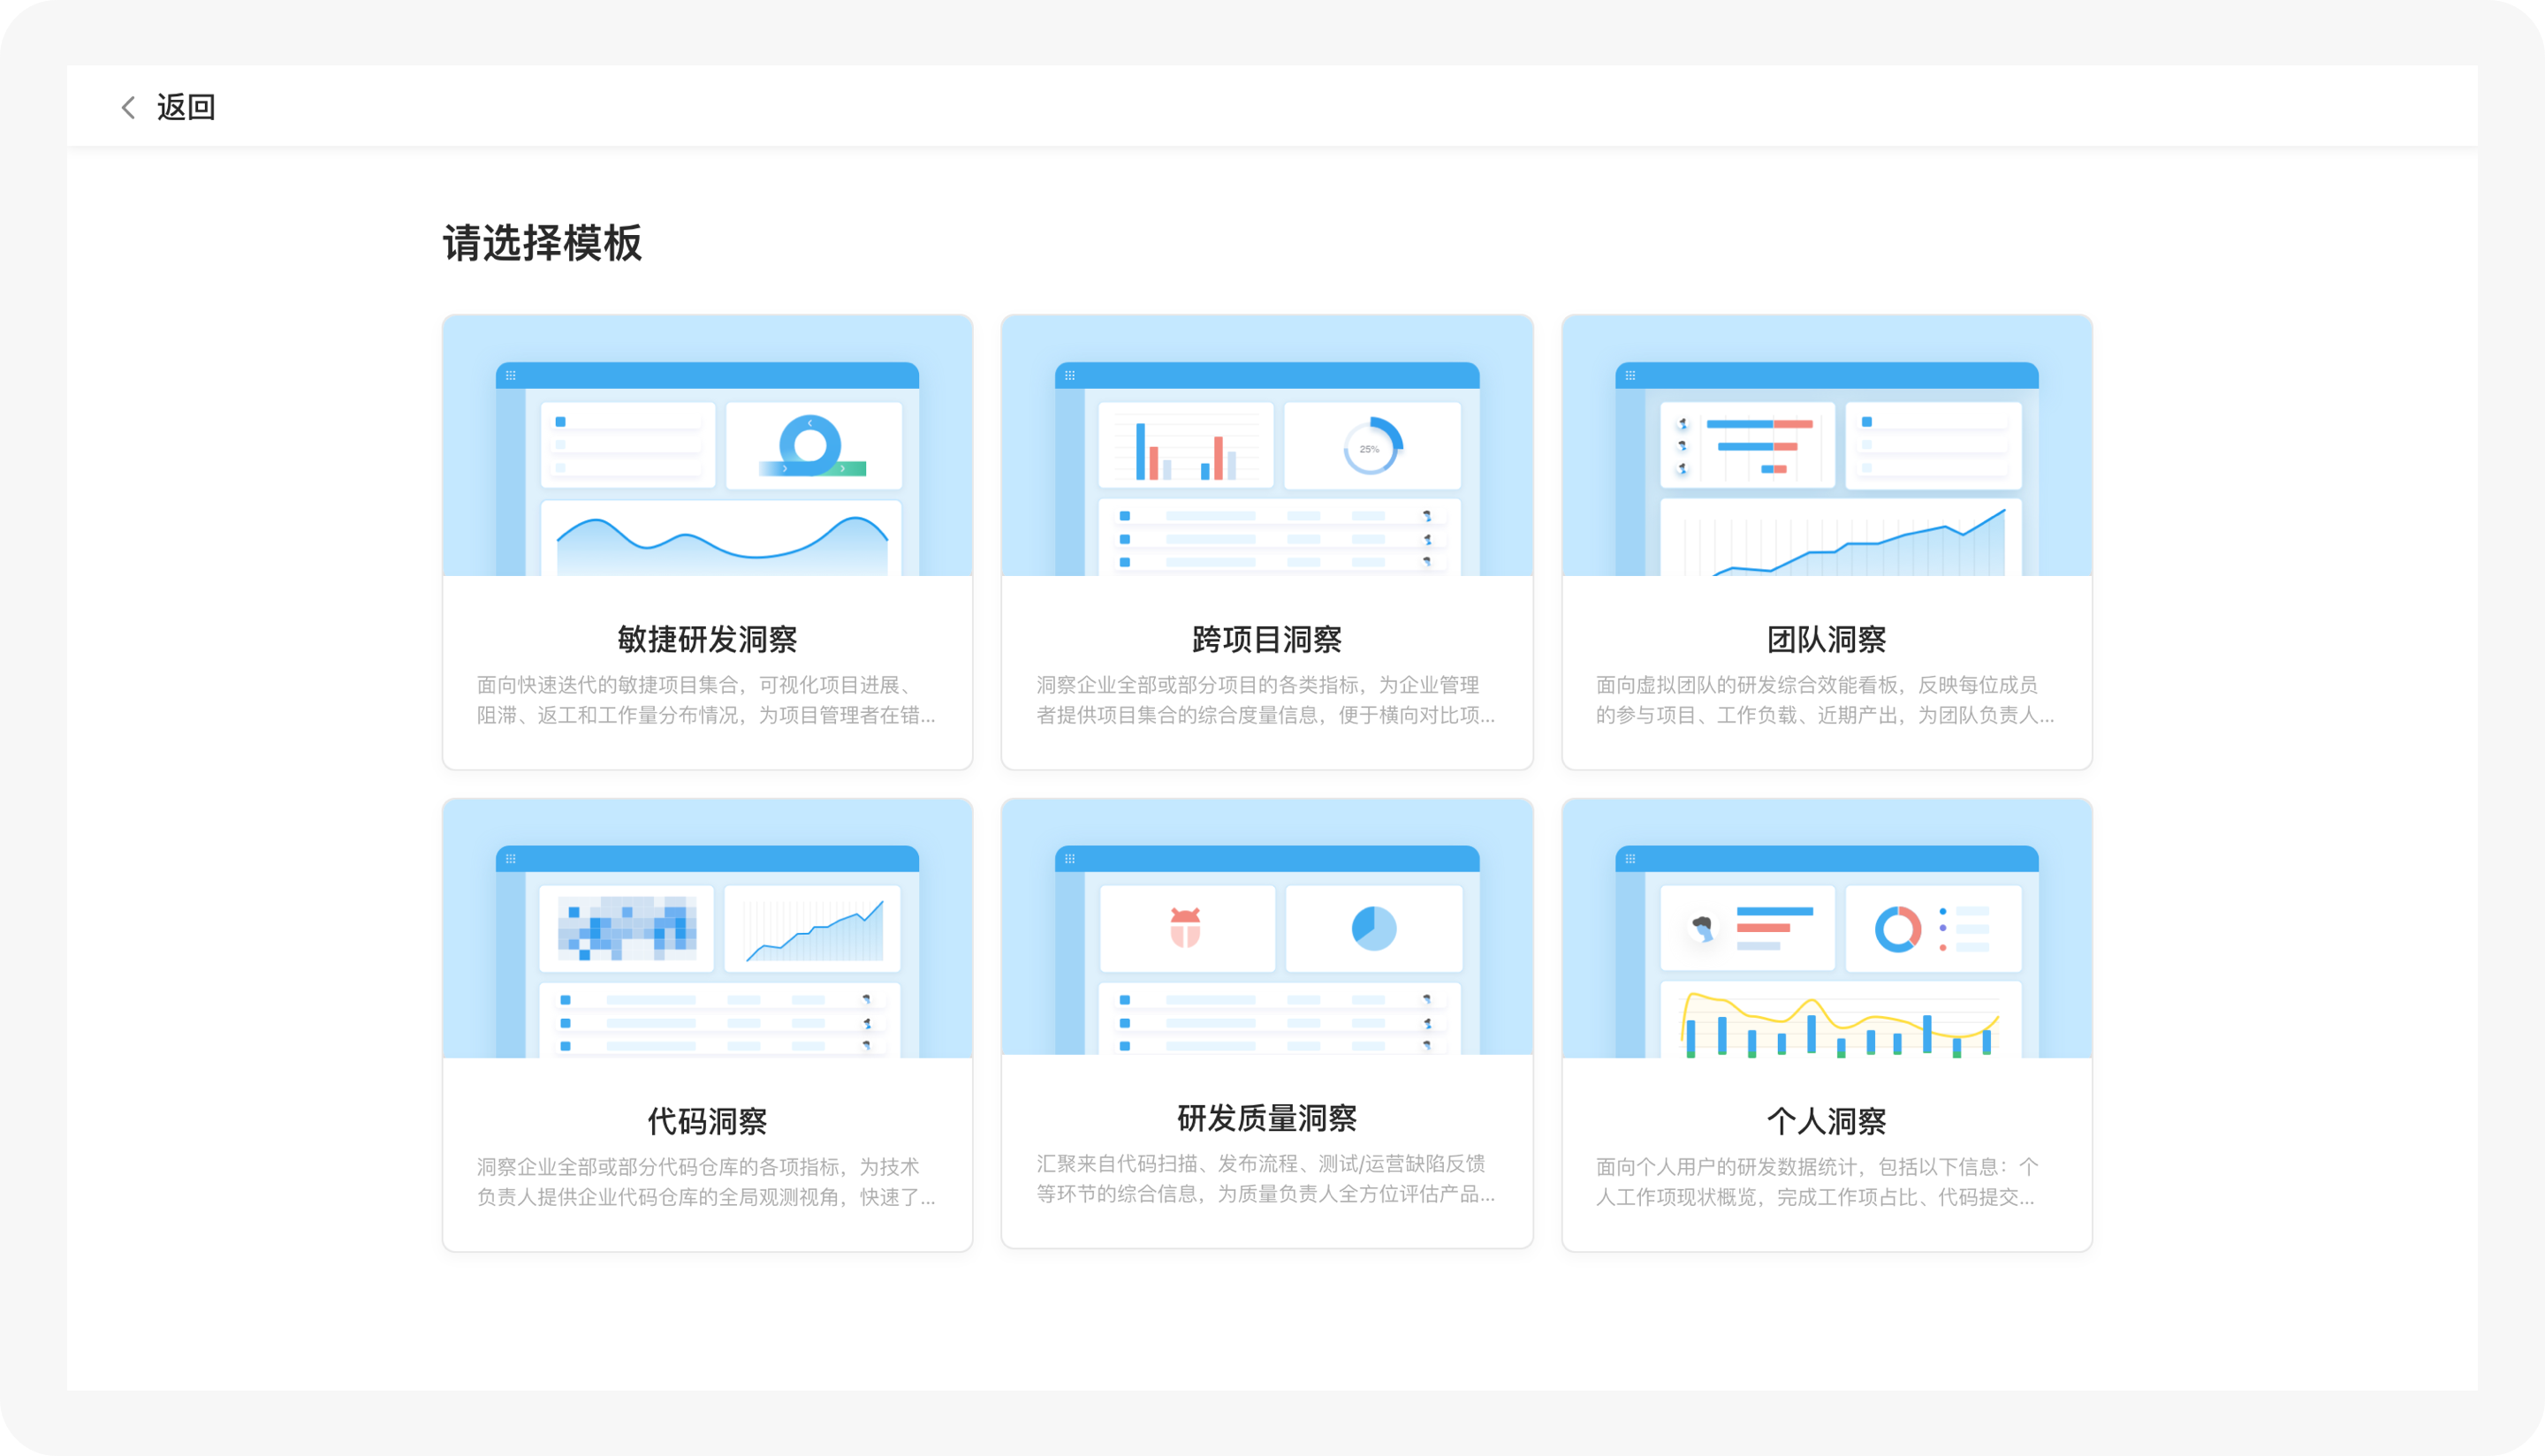 返回
请选择模板
25%
敏捷研发洞察
面向快速迭代的敏捷项目集合，可视化项目进展、
阻滞、返工和工作量分布情况，为项目管理者在错...
跨项目洞察
洞察企业全部或部分项目的各类指标，为企业管理
者提供项目集合的综合度量信息，便于横向对比项...
团队洞察
面向虚拟团队的研发综合效能看板，反映每位成员
的参与项目、工作负载、近期产出，为团队负责人...
代码洞察
洞察企业全部或部分代码仓库的各项指标，为技术
负责人提供企业代码仓库的全局观测视角，快速了...
研发质量洞察
汇聚来自代码扫描、发布流程、测试/运营缺陷反馈
等环节的综合信息，为质量负责人全方位评估产品...
个人洞察
面向个人用户的研发数据统计，包括以下信息：个
人工作项现状概览，完成工作项占比、代码提交...